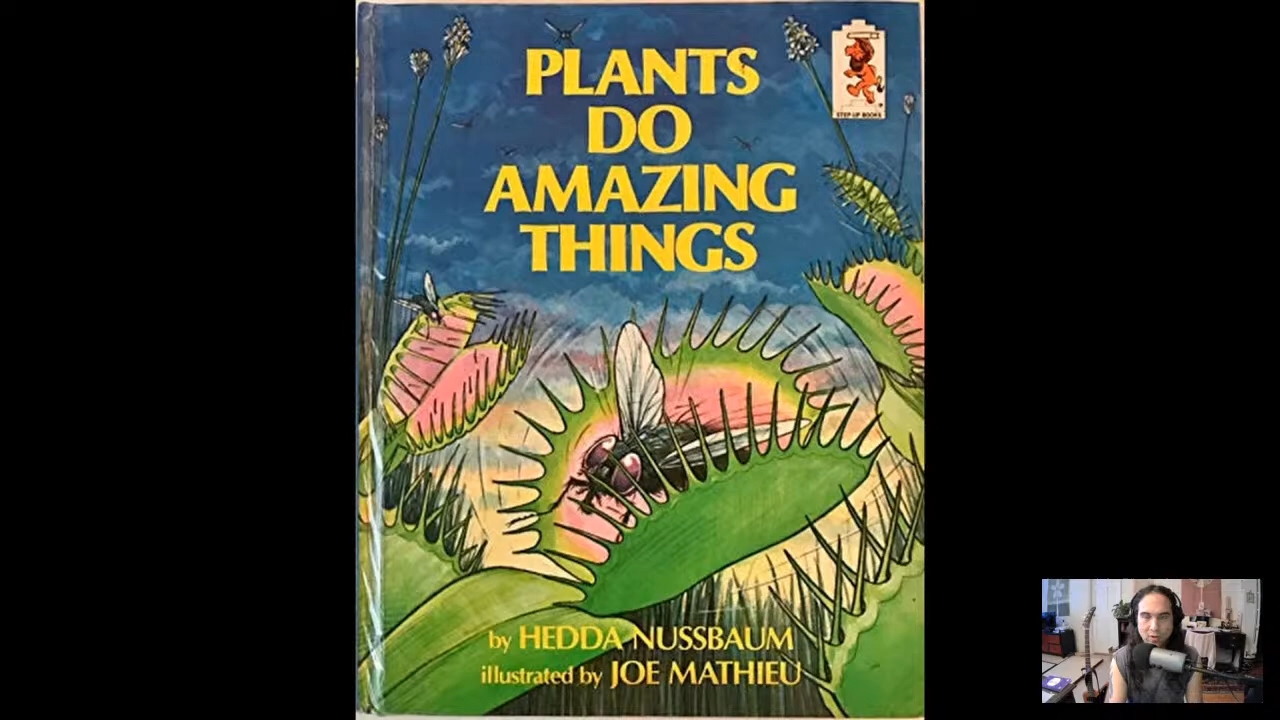 PLANTS
DO
AMAZING
THINGS
STEP-UP BOOKS
by HEDDA NUSSBAUM
illustrated by JOE MATHIEU